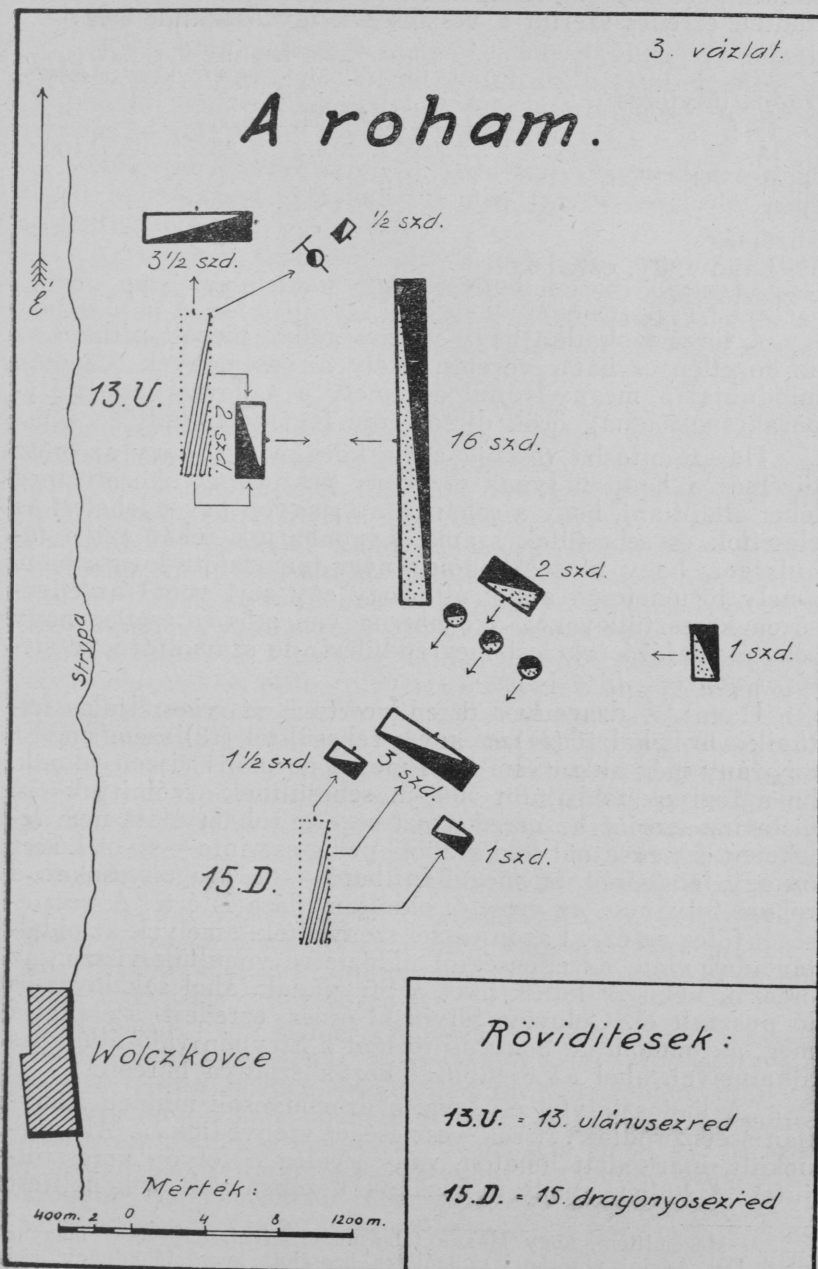 3. vázlat.
A roham.
½ szd.
3½ szd.
É
13.U.
2 szd.
16 szd.
2 szd.
1 szd.
Strypa
1½ szd.
3 szd.
1 szd.
15.D.
Wolczkovce
Röviditések:
13.U. = 13. ulánusezred
15.D. = 15. dragonyosezred
Mérték:
400m. 2 0 4 8 1200 m.